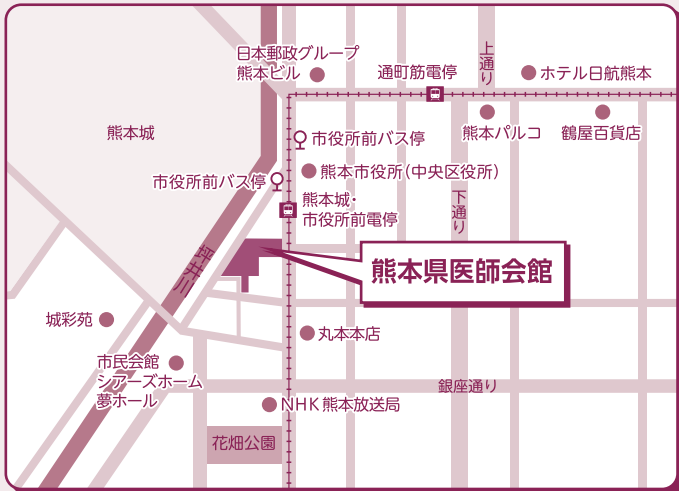 日本郵政グループ
熊本ビル
通町筋電停
上通り
ホテル日航熊本
熊本城
市役所前バス停
熊本パルコ
鶴屋百貨店
熊本市役所(中央区役所)
市役所前バス停
熊本城・
市役所前電停
下通り
坪井川
熊本県医師会館
城彩苑
丸本本店
市民会館
シアーズホーム
夢ホール
銀座通り
NHK熊本放送局
花畑公園